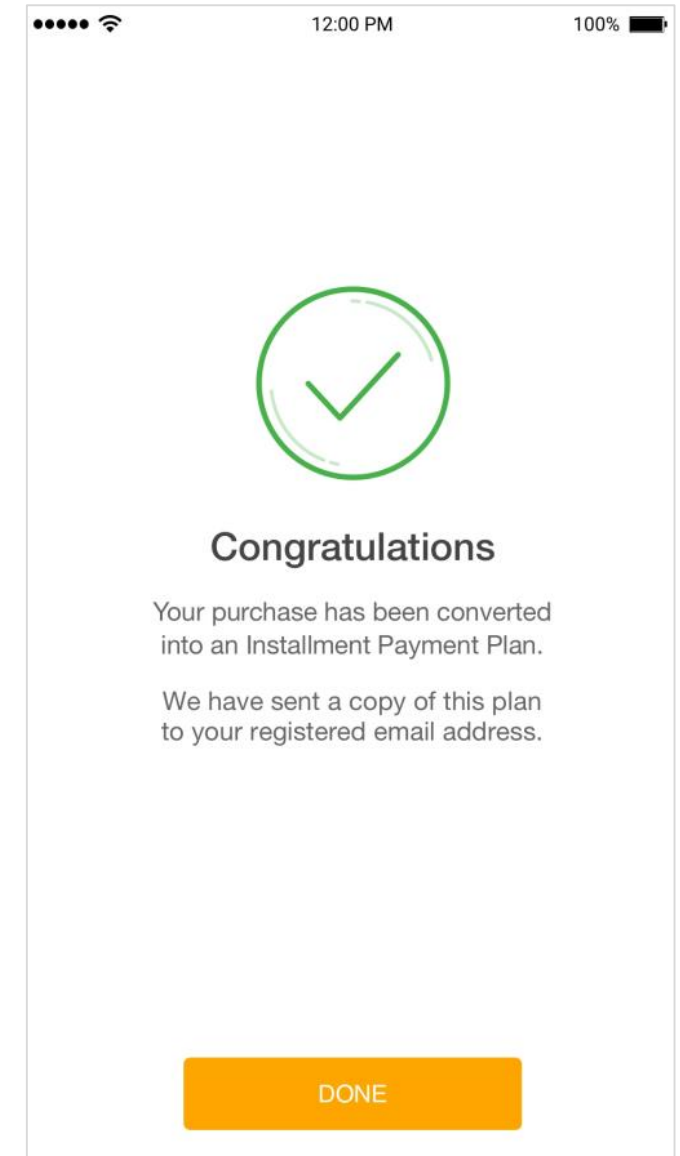 12:00 PM 100%
Congratulations
Your purchase has been converted
into an Installment Payment Plan.
We have sent a copy of this plan
to your registered email address.
DONE